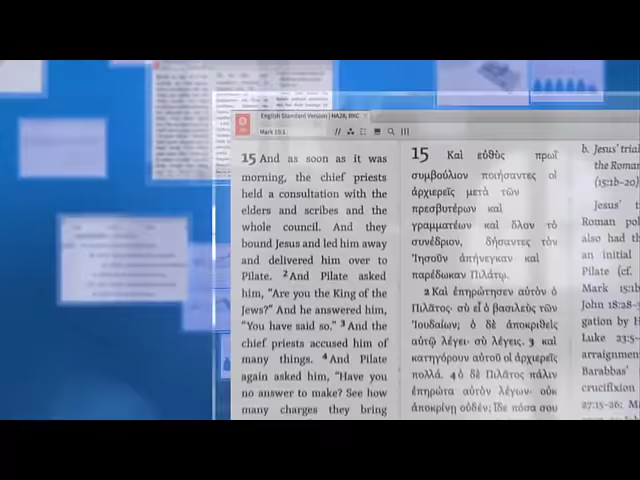 English Standard Version | NA28,
Mark 15:1
15 And as soon as it was
morning, the chief priests
held a consultation with the
elders and scribes and the
whole council. And they
bound Jesus and led him away
and delivered him over to
Pilate. 2 And Pilate asked
him, “Are you the King of the
Jews?” And he answered him,
“You have said so.” 3 And the
chief priests accused him of
many things. 4 And Pilate
again asked him, “Have you
no answer to make? See how
many charges they bring
15 Καὶ εὐθὺς πρωῒ
συμβούλιον ποιήσαντες οἱ
ἀρχιερεῖς μετὰ τῶν
πρεσβυτέρων καὶ
γραμματέων καὶ ὅλον τὸ
συνέδριον, δήσαντες τὸν
Ἰησοῦν ἀπήνεγκαν καὶ
παρέδωκαν Πιλάτῳ.
2 Καὶ ἐπηρώτησεν αὐτὸν ὁ
Πιλᾶτος· σὺ εἶ ὁ βασιλεὺς τῶν
Ἰουδαίων; ὁ δὲ ἀποκριθεὶς
αὐτῷ λέγει· σὺ λέγεις. 3 καὶ
κατηγόρουν αὐτοῦ οἱ ἀρχιερεῖς
πολλά. 4 ὁ δὲ Πιλᾶτος πάλιν
ἐπηρώτα αὐτὸν λέγων· οὐκ
ἀποκρίνῃ οὐδέν; ἴδε πόσα σου
b. Jesus’ trial
the Roman
(15:1b–20)
Jesus’ t
Roman pol
also had th
an initial
Pilate (cf.
Mark 15:1b
John 18:28–3
gation by H
Luke 23:5–
arraignmen
Barabbas’
crucifixion
27:15–26; M